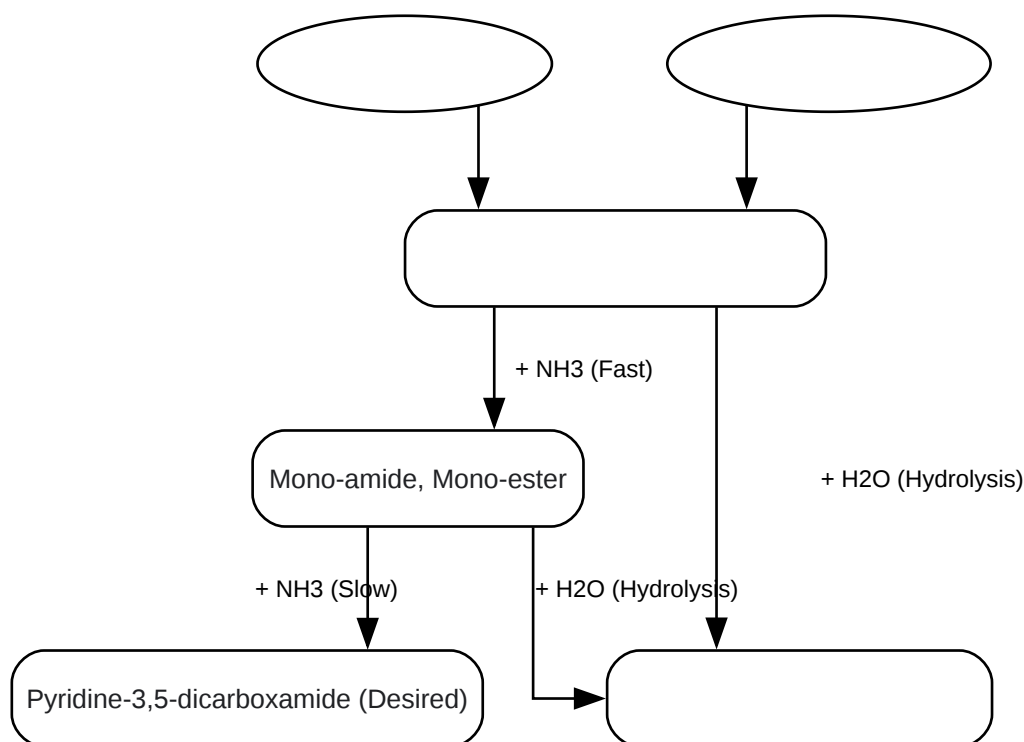 + NH3 (Fast)
Mono-amide, Mono-ester
+ H2O (Hydrolysis)
+ NH3 (Slow)
+ H2O (Hydrolysis)
Pyridine-3,5-dicarboxamide (Desired)